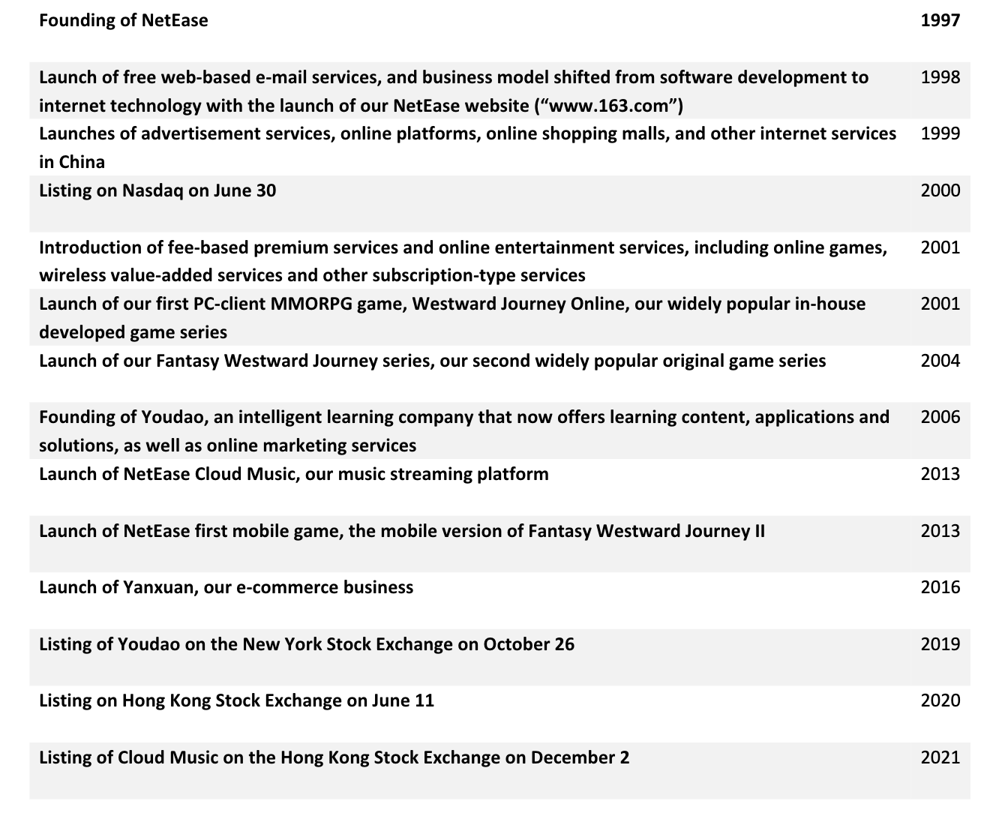 Founding of NetEase 1997
Launch of free web-based e-mail services, and business model shifted from software development to 1998
internet technology with the launch of our NetEase website (“www.163.com”)
Launches of advertisement services, online platforms, online shopping malls, and other internet services 1999
in China
Listing on Nasdaq on June 30 2000
Introduction of fee-based premium services and online entertainment services, including online games, 2001
wireless value-added services and other subscription-type services
Launch of our first PC-client MMORPG game, Westward Journey Online, our widely popular in-house 2001
developed game series
Launch of our Fantasy Westward Journey series, our second widely popular original game series 2004
Founding of Youdao, an intelligent learning company that now offers learning content, applications and 2006
solutions, as well as online marketing services
Launch of NetEase Cloud Music, our music streaming platform 2013
Launch of NetEase first mobile game, the mobile version of Fantasy Westward Journey II 2013
Launch of Yanxuan, our e-commerce business 2016
Listing of Youdao on the New York Stock Exchange on October 26 2019
Listing on Hong Kong Stock Exchange on June 11 2020
Listing of Cloud Music on the Hong Kong Stock Exchange on December 2 2021